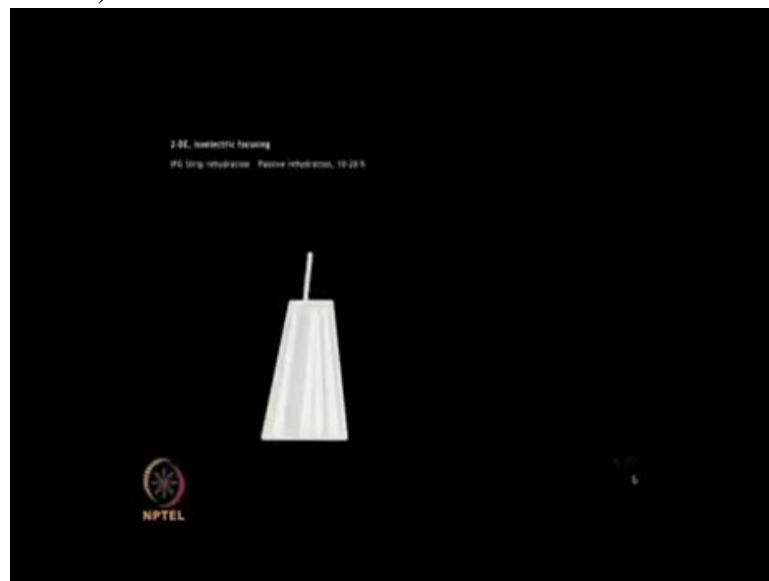 2-DE, Isoelectric focusing
IPG Strip rehydration Passive rehydration, 10-20 h
NPTEL